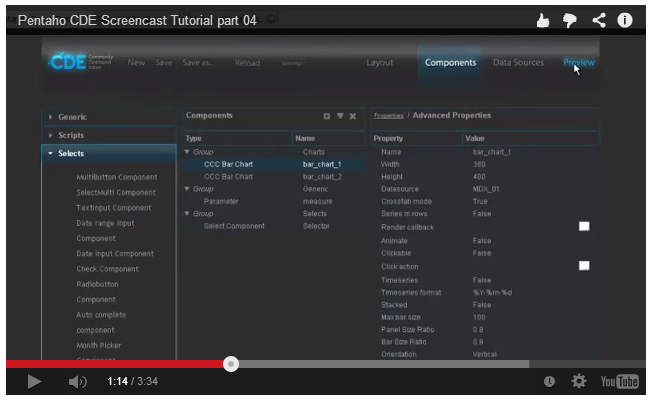 Pentaho CDE Screencast Tutorial part 04
CDE Community Dashboard Editor New Save Save as... Reload Settings Layout Components Data Sources Preview
Generic
Scripts
Selects
MultiButton Component
SelectMulti Component
TextInput Component
Date range input
Component
Date Input Component
Check Component
Radiobutton
Component
Auto complete
component
Month Picker
Component
Components
Type Name
Group Charts
CCC Bar Chart bar_chart_1
CCC Bar Chart bar_chart_2
Group Generic
Parameter measure
Group Selects
Select Component Selector
Properties / Advanced Properties
Property Value
Name bar_chart_1
Width 380
Height 400
Datasource MDX_01
Crosstab mode True
Series in rows False
Render callback
Animate False
Clickable False
Click action
Timeseries False
Timeseries format %Y-%m-%d
Stacked False
Max bar size 100
Panel Size Ratio 0.8
Bar Size Ratio 0.9
Orientation Vertical
1:14 / 3:34
YouTube